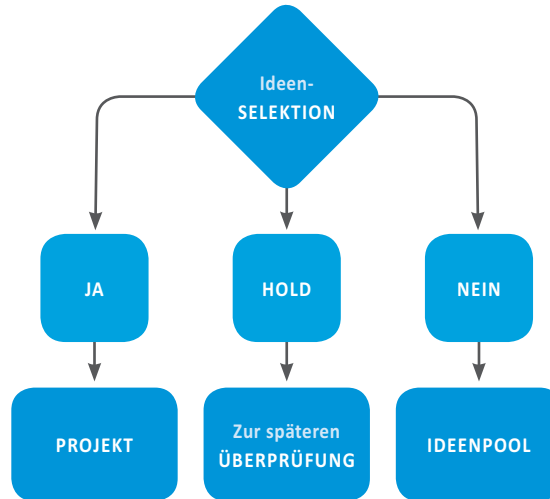 Ideen-
SELEKTION
JA
HOLD
NEIN
PROJEKT
Zur späteren
ÜBERPRÜFUNG
IDEENPOOL